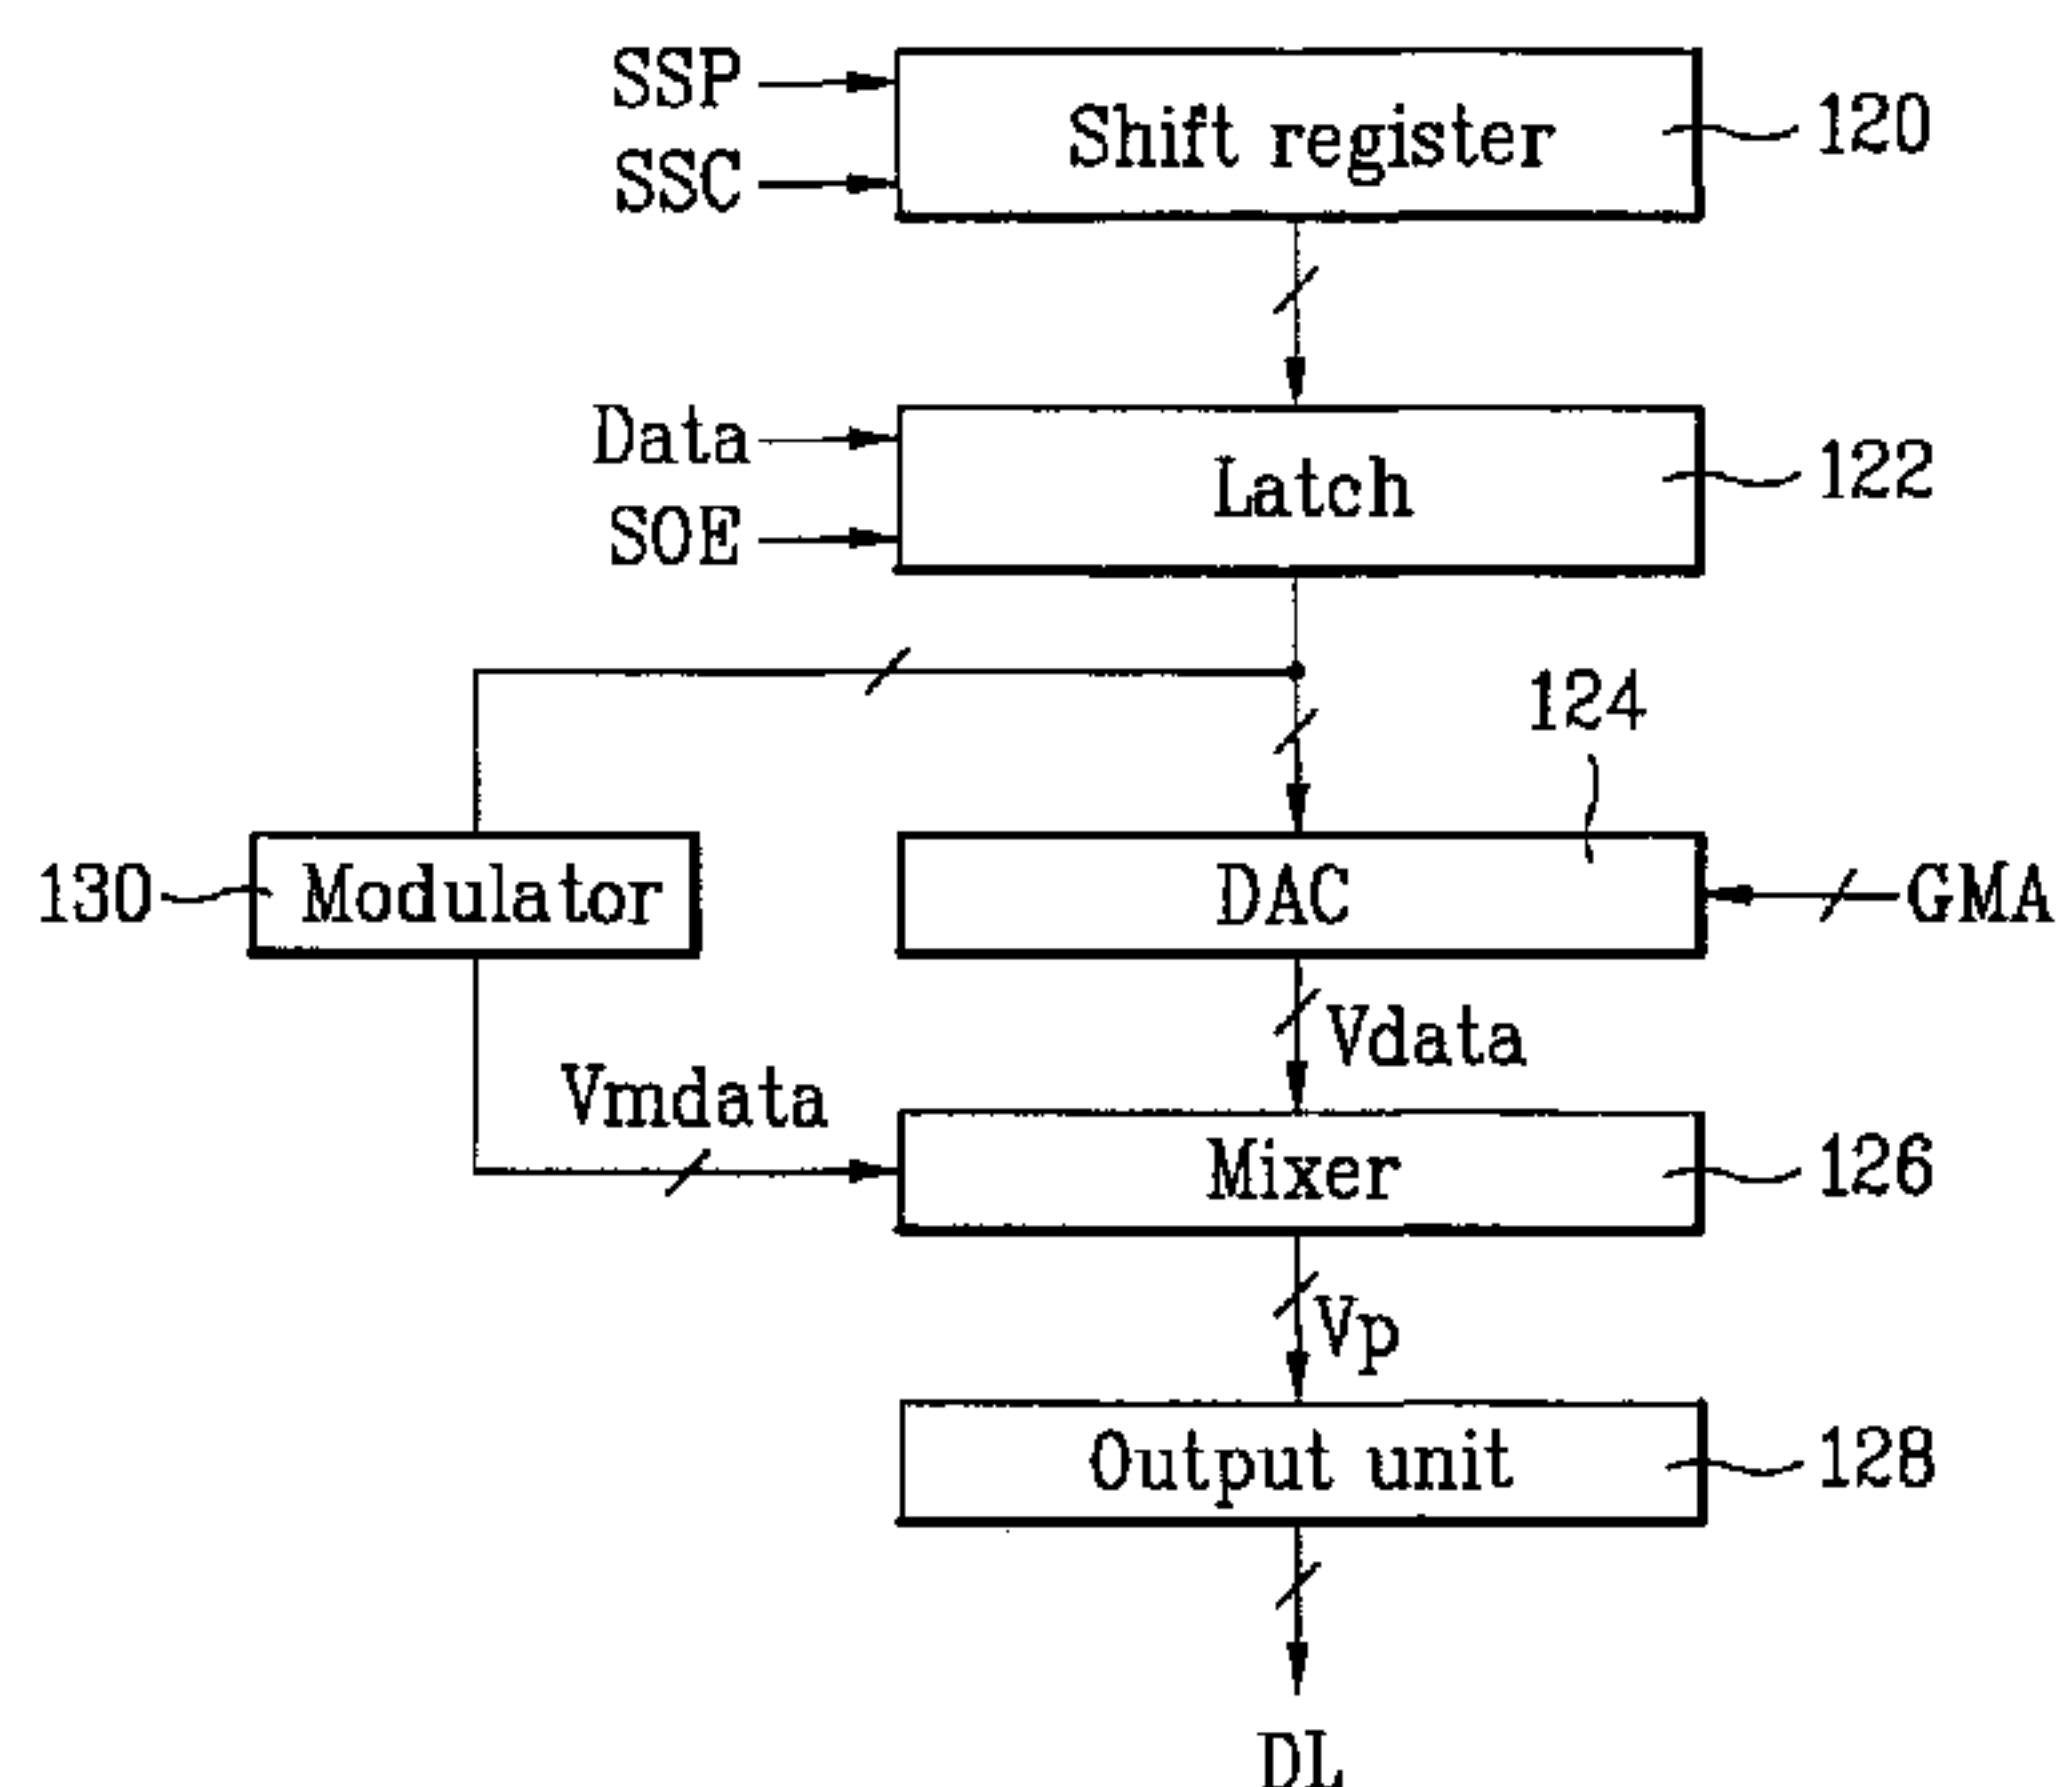 SSP
Shift register
120
SSC
Data
Latch
122
SOE
124
130
Modulator
DAC
GMA
Vdata
Vmdata
Mixer
126
Vp
Output unit
128
DL